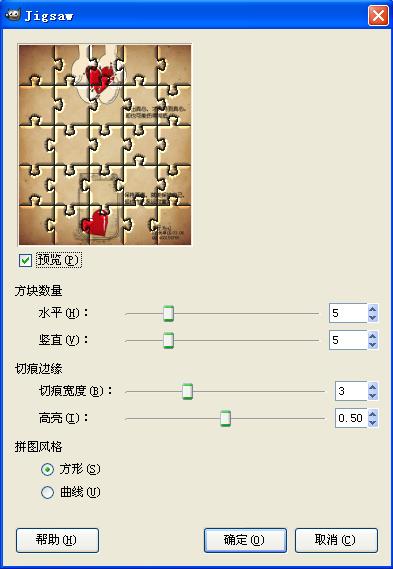 Jigsaw
预览(P)
方块数量
水平(H)：
5
竖直(V)：
5
切痕边缘
切痕宽度(B)：
3
高亮(I)：
0.50
拼图风格
方形(S)
曲线(U)
帮助(H)
确定(O)
取消(C)